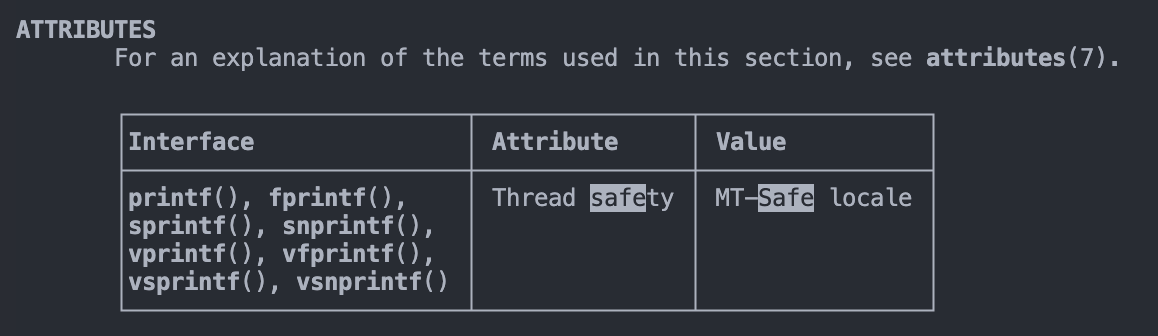 ATTRIBUTES
For an explanation of the terms used in this section, see attributes(7).
Interface Attribute Value
printf(), fprintf(), Thread safety MT−Safe locale
sprintf(), snprintf(),
vprintf(), vfprintf(),
vsprintf(), vsnprintf()